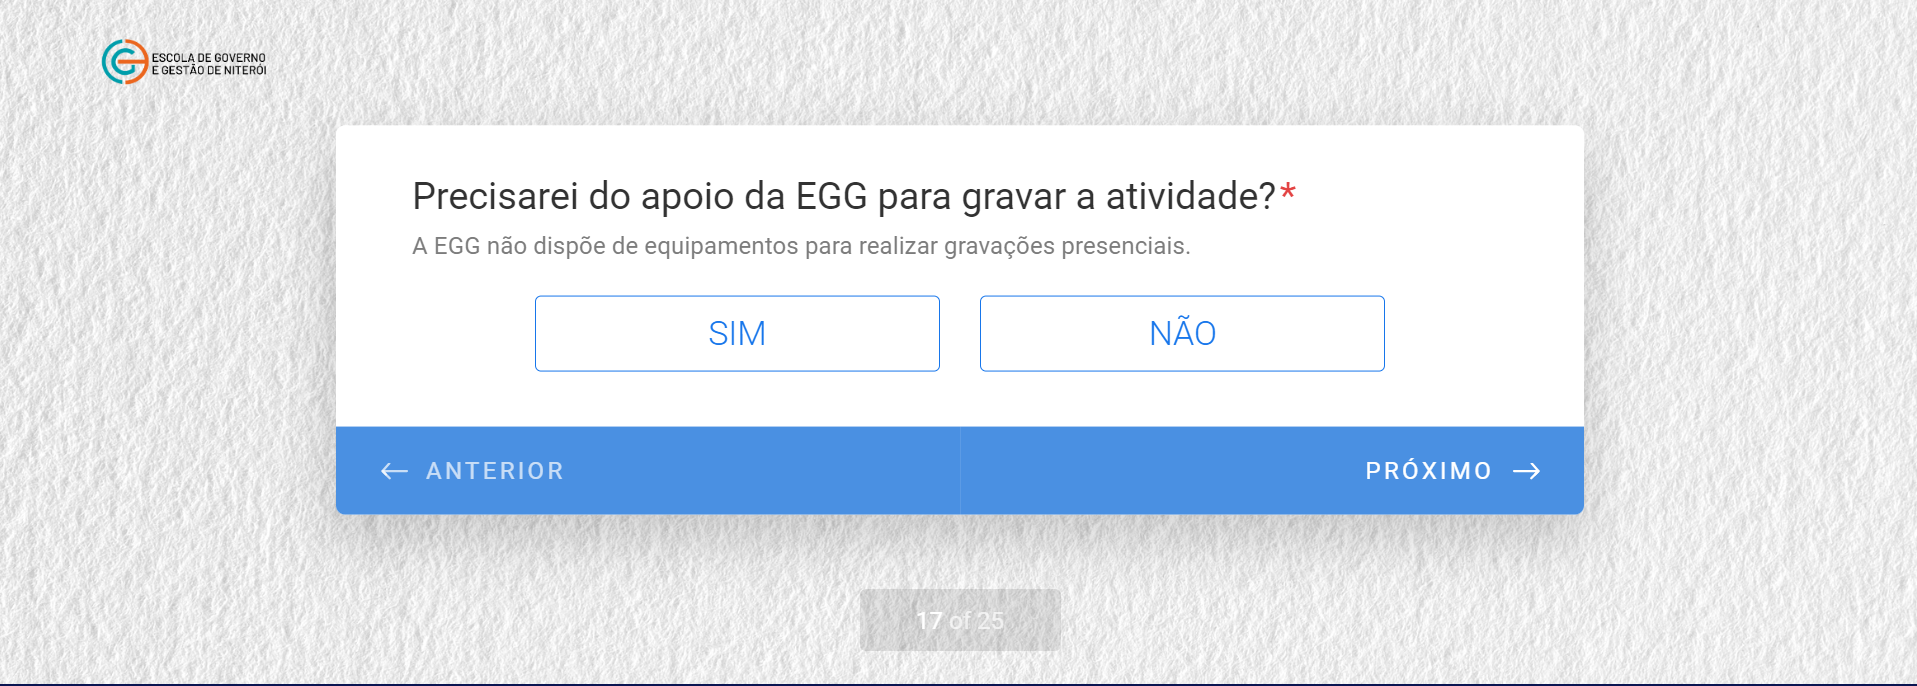 ESCOLA DE GOVERNO
E GESTÃO DE NITERÓI
Precisarei do apoio da EGG para gravar a atividade?*
A EGG não dispõe de equipamentos para realizar gravações presenciais.
SIM
NÃO
← ANTERIOR
PRÓXIMO →
17 of 25